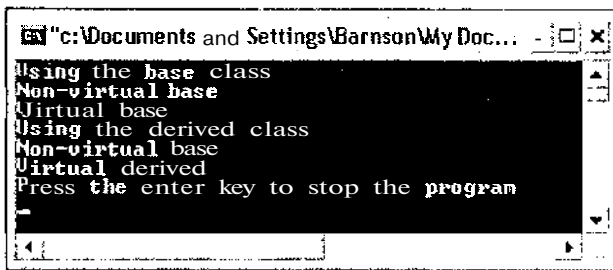 "c:\Documents and Settings\Barnson\My Doc...
Using the base class
Non-virtual base
Virtual base
Using the derived class
Non-virtual base
Virtual derived
Press the enter key to stop the program